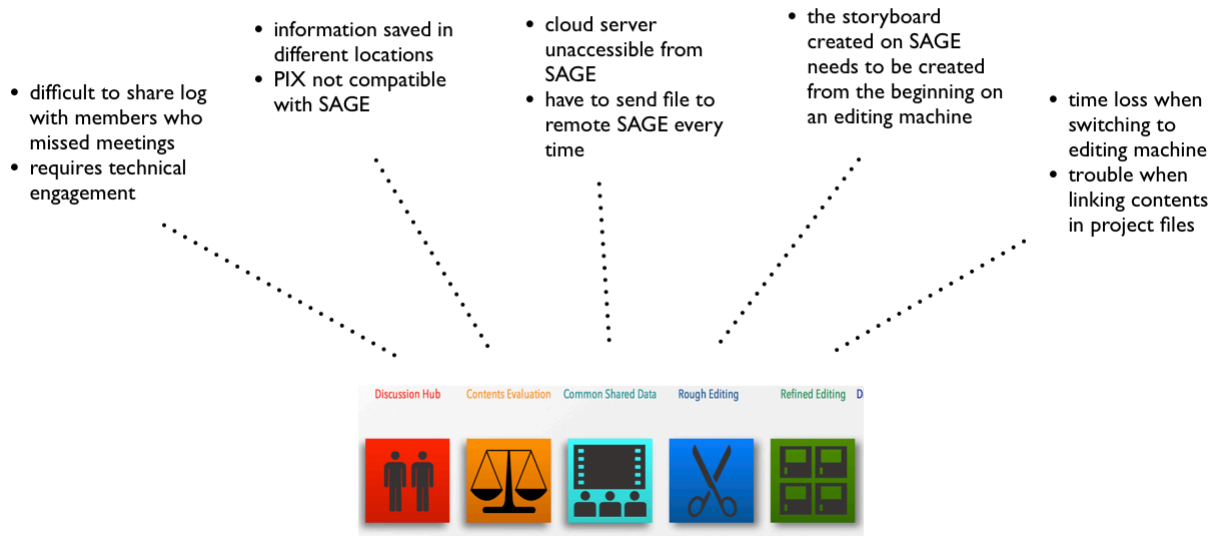 • difficult to share log
with members who
missed meetings
• requires technical
engagement
• information saved in
different locations
• PIX not compatible
with SAGE
• cloud server
unaccessible from
SAGE
• have to send file to
remote SAGE every
time
• the storyboard
created on SAGE
needs to be created
from the beginning on
an editing machine
• time loss when
switching to
editing machine
• trouble when
linking contents
in project files
Discussion Hub
Contents Evaluation
Common Shared Data
Rough Editing
Refined Editing
D